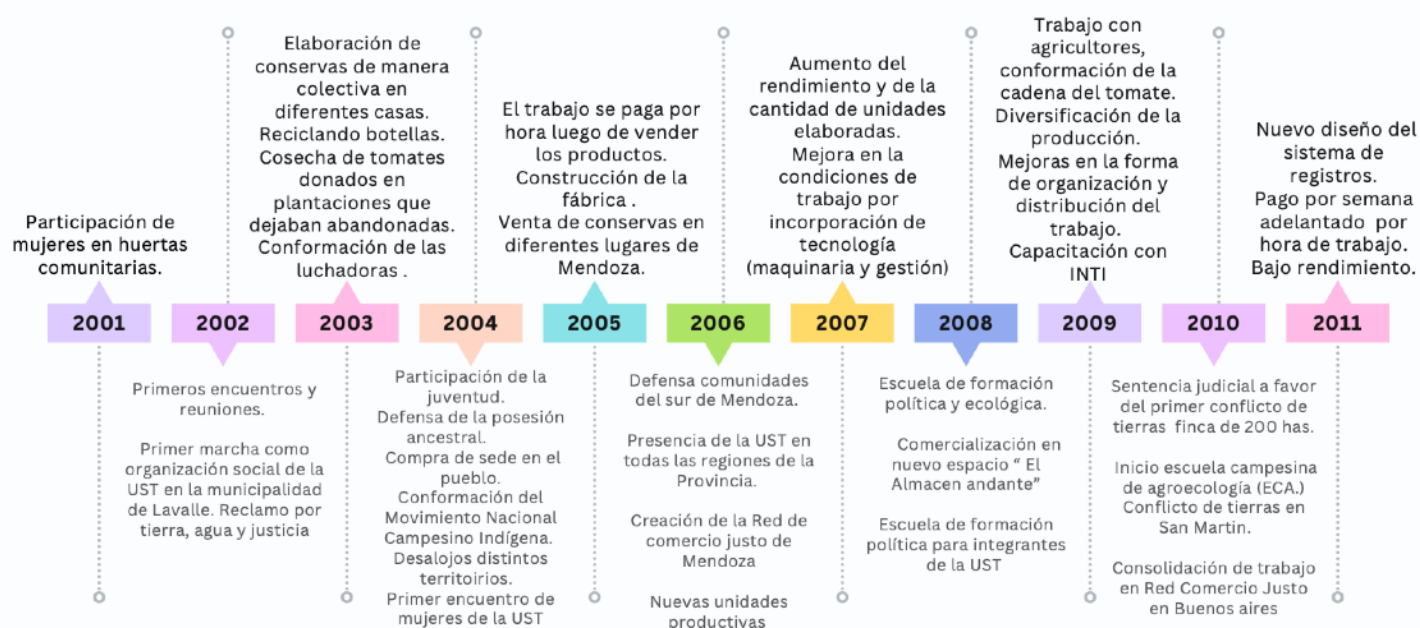 Participación de
mujeres en huertas
comunitarias.
2001
2002
Primeros encuentros y
reuniones.
Primer marcha como
organización social de la
UST en la municipalidad
de Lavalle. Reclamo por
tierra, agua y justicia
Elaboración de
conservas de manera
colectiva en
diferentes casas.
Reciclando botellas.
Cosecha de tomates
donados en
plantaciones que
dejaban abandonadas.
Conformación de las
luchadoras .
2003
2004
Participación de la
juventud.
Defensa de la posesión
ancestral.
Compra de sede en el
pueblo.
Conformación del
Movimiento Nacional
Campesino Indígena.
Desalojos distintos
territoirios.
Primer encuentro de
mujeres de la UST
El trabajo se paga por
hora luego de vender
los productos.
Construcción de la
fábrica .
Venta de conservas en
diferentes lugares de
Mendoza.
2005
2006
Defensa comunidades
del sur de Mendoza.
Presencia de la UST en
todas las regiones de la
Provincia.
Creación de la Red de
comercio justo de
Mendoza
Nuevas unidades
productivas
Aumento del
rendimiento y de la
cantidad de unidades
elaboradas.
Mejora en la
condiciones de
trabajo por
incorporación de
tecnología
(maquinaria y gestión)
2007
2008
Escuela de formación
política y ecológica.
Comercialización en
nuevo espacio “ El
Almacen andante”
Escuela de formación
política para integrantes
de la UST
Trabajo con
agricultores,
conformación de la
cadena del tomate.
Diversificación de la
producción.
Mejoras en la forma
de organización y
distribución del
trabajo.
Capacitación con
INTI
2009
2010
Sentencia judicial a favor
del primer conflicto de
tierras finca de 200 has.
Inicio escuela campesina
de agroecología (ECA.)
Conflicto de tierras en
San Martin.
Consolidación de trabajo
en Red Comercio Justo
en Buenos aires
Nuevo diseño del
sistema de
registros.
Pago por semana
adelantado por
hora de trabajo.
Bajo rendimiento.
2011